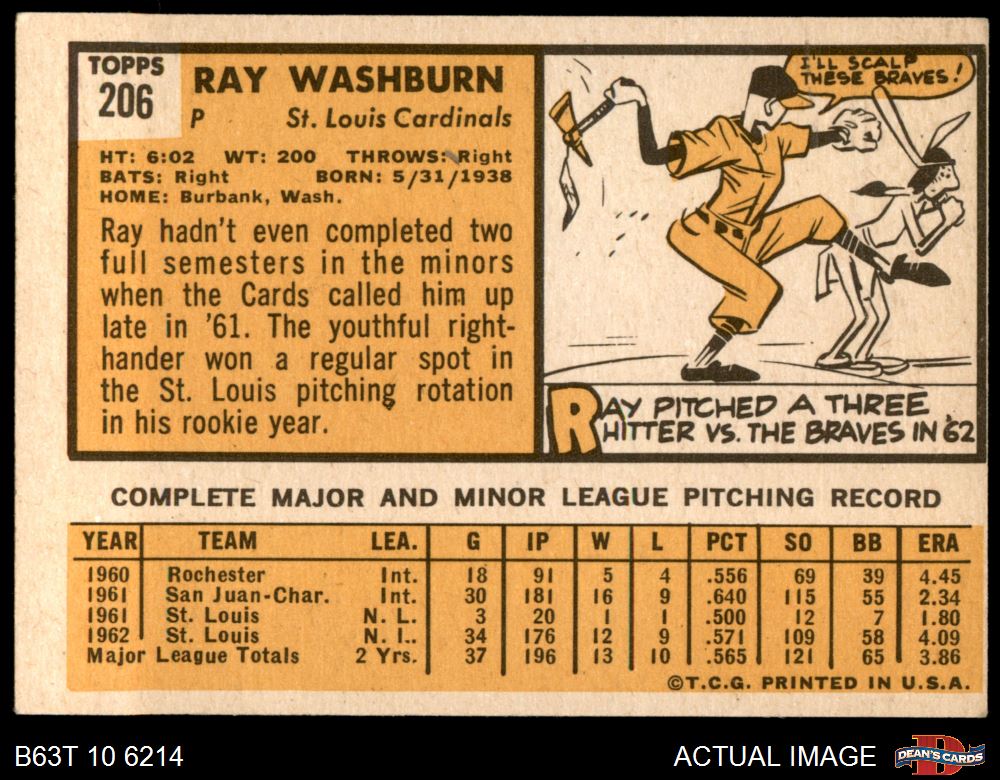 TOPPS
206
RAY WASHBURN
P St. Louis Cardinals
HT: 6:02 WT: 200 THROWS: Right
BATS: Right BORN: 5/31/1938
HOME: Burbank, Wash.
Ray hadn't even completed two
full semesters in the minors
when the Cards called him up
late in '61. The youthful right-
hander won a regular spot in
the St. Louis pitching rotation
in his rookie year.
I'LL SCALP
THESE BRAVES!
RAY PITCHED A THREE
HITTER VS. THE BRAVES IN '62
COMPLETE MAJOR AND MINOR LEAGUE PITCHING RECORD
YEAR TEAM LEA. G IP W L PCT SO BB ERA
1960 Rochester Int. 18 91 5 4 .556 69 39 4.45
1961 San Juan-Char. Int. 30 181 16 9 .640 115 55 2.34
1961 St. Louis N. L. 3 20 1 1 .500 12 7 1.80
1962 St. Louis N. L. 34 176 12 9 .571 109 58 4.09
Major League Totals 2 Yrs. 37 196 13 10 .565 121 65 3.86
©T.C.G. PRINTED IN U.S.A.
B63T 10 6214 ACTUAL IMAGE DEAN'S CARDS